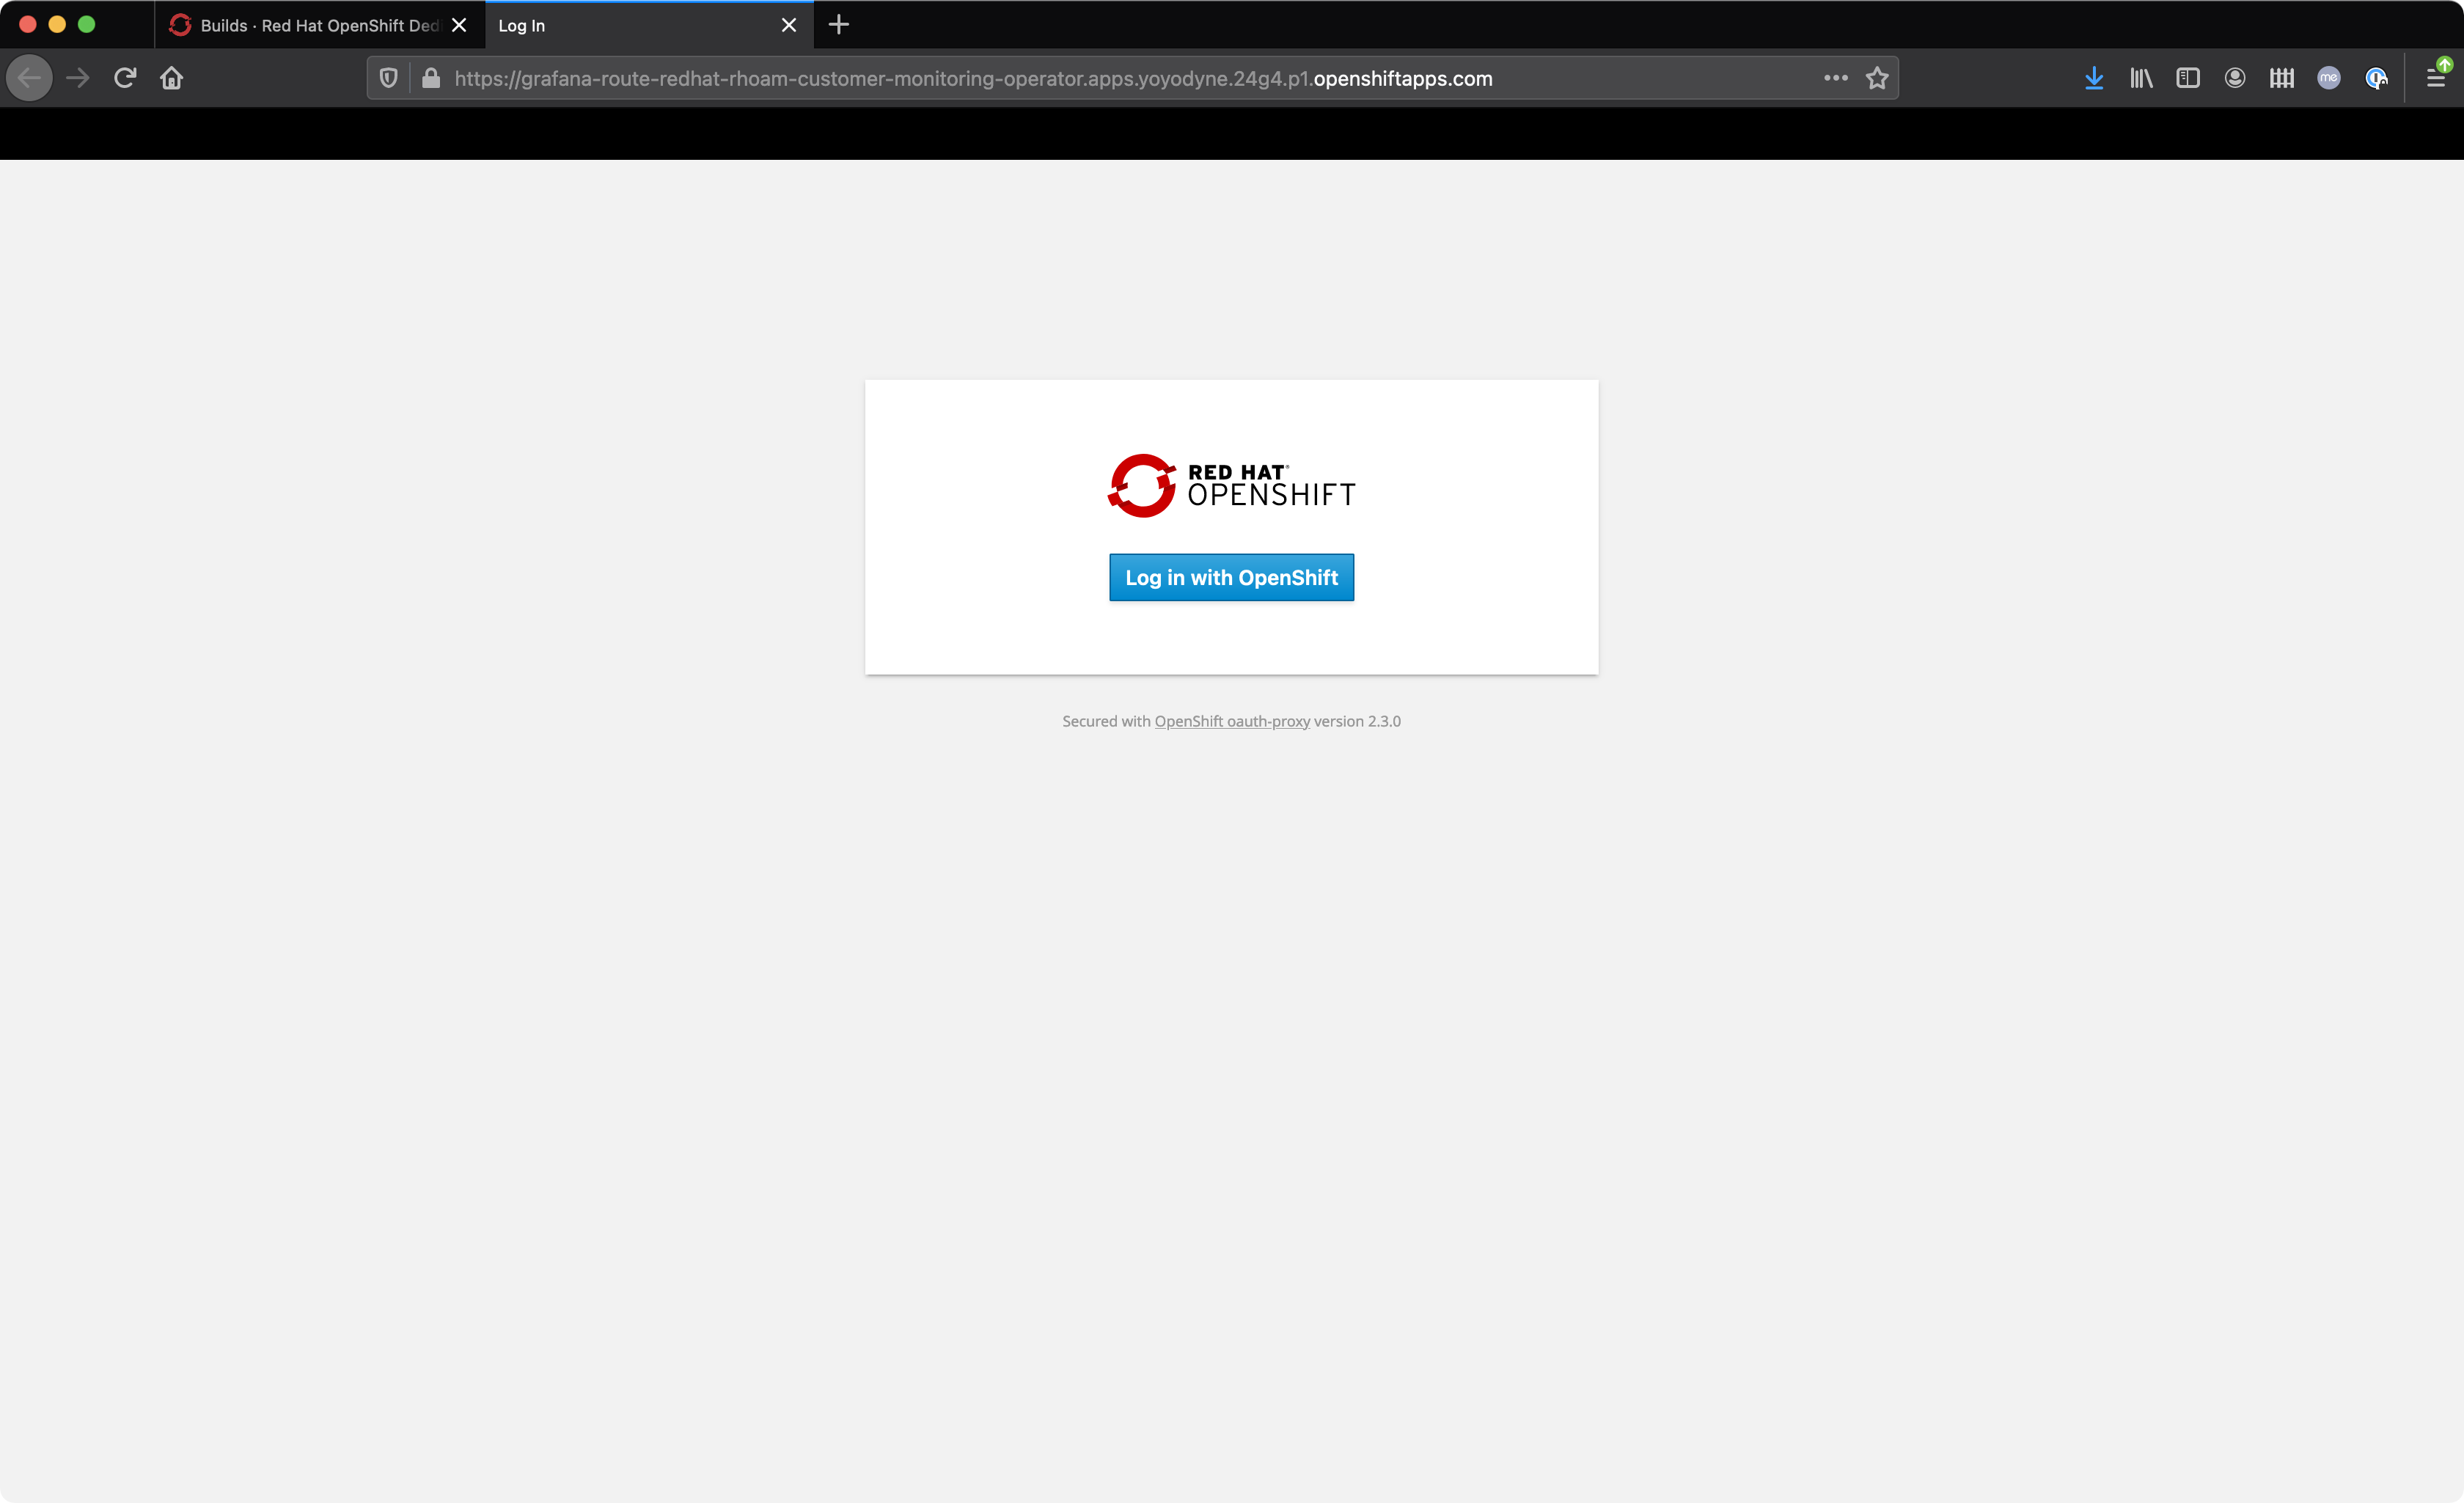 Builds · Red Hat OpenShift Ded
Log In
https://grafana-route-redhat-rhoam-customer-monitoring-operator.apps.yoyodyne.24g4.p1.openshiftapps.com
me
RED HAT®
OPENSHIFT
Log in with OpenShift
Secured with OpenShift oauth-proxy version 2.3.0